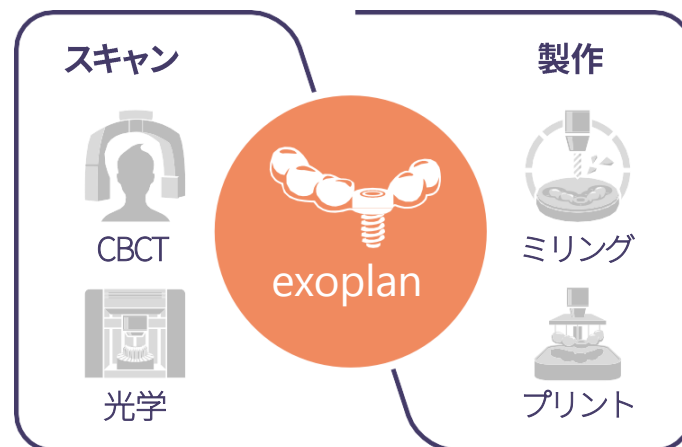 スキャン
CBCT
光学
exoplan
製作
ミリング
プリント